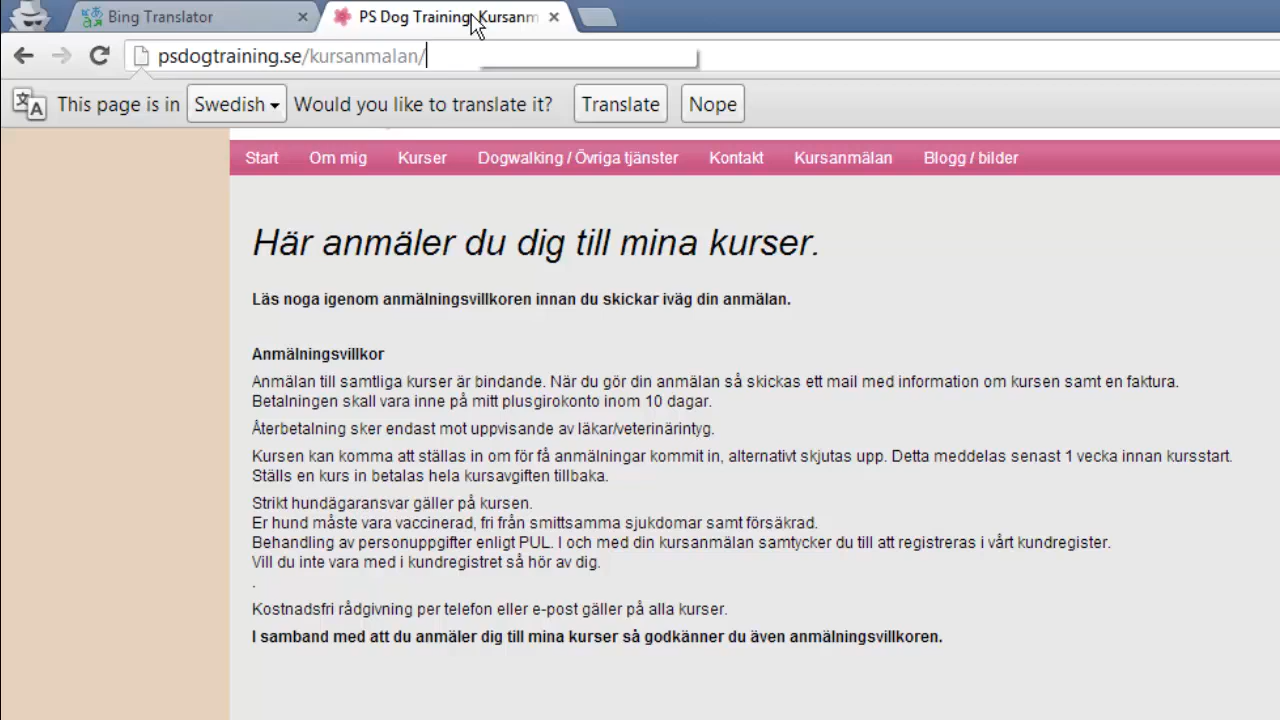 Bing Translator
PS Dog Training, Kursanm
psdogtraining.se/kursanmalan/
This page is in Swedish Would you like to translate it? Translate Nope
Start Om mig Kurser Dogwalking / Övriga tjänster Kontakt Kursanmälan Blogg / bilder
Här anmäler du dig till mina kurser.
Läs noga igenom anmälningsvillkoren innan du skickar iväg din anmälan.
Anmälningsvillkor
Anmälan till samtliga kurser är bindande. När du gör din anmälan så skickas ett mail med information om kursen samt en faktura.
Betalningen skall vara inne på mitt plusgirokonto inom 10 dagar.
Återbetalning sker endast mot uppvisande av läkar/veterinärintyg.
Kursen kan komma att ställas in om för få anmälningar kommit in, alternativt skjutas upp. Detta meddelas senast 1 vecka innan kursstart.
Ställs en kurs in betalas hela kursavgiften tillbaka.
Strikt hundägaransvar gäller på kursen.
Er hund måste vara vaccinerad, fri från smittsamma sjukdomar samt försäkrad.
Behandling av personuppgifter enligt PUL. I och med din kursanmälan samtycker du till att registreras i vårt kundregister.
Vill du inte vara med i kundregistret så hör av dig.
.
Kostnadsfri rådgivning per telefon eller e-post gäller på alla kurser.
I samband med att du anmäler dig till mina kurser så godkänner du även anmälningsvillkoren.